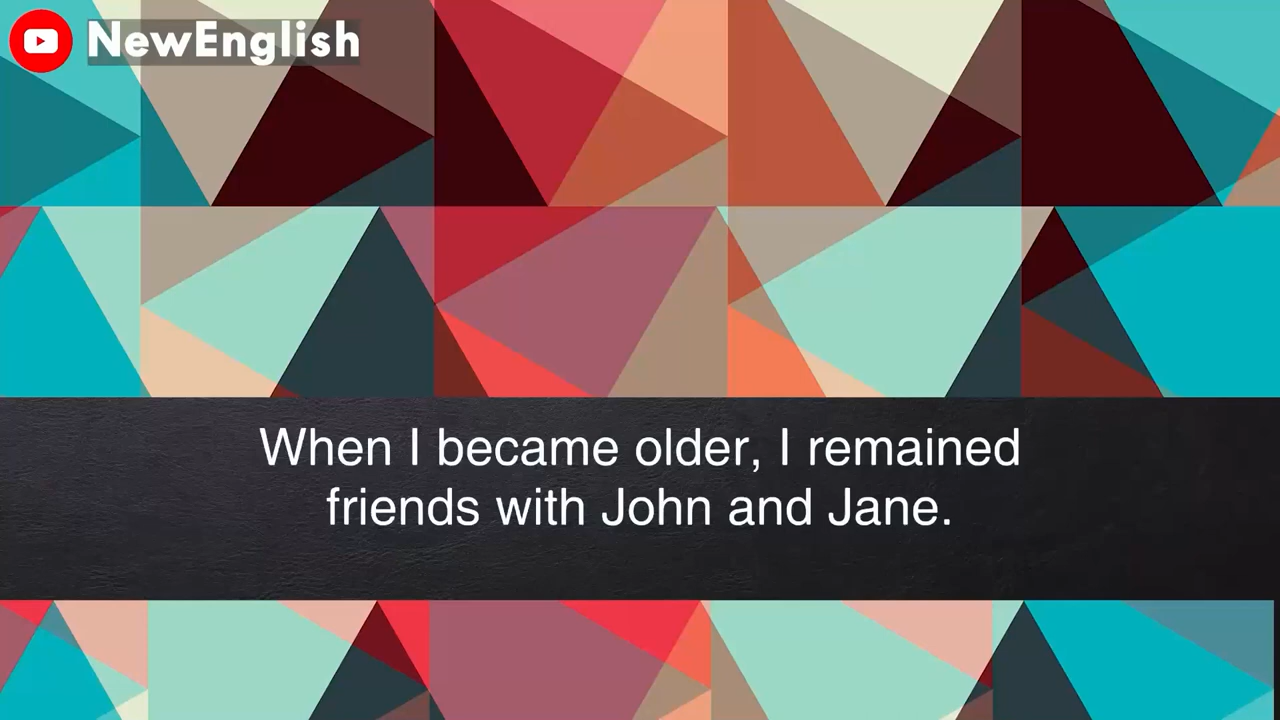 NewEnglish
When I became older, I remained
friends with John and Jane.